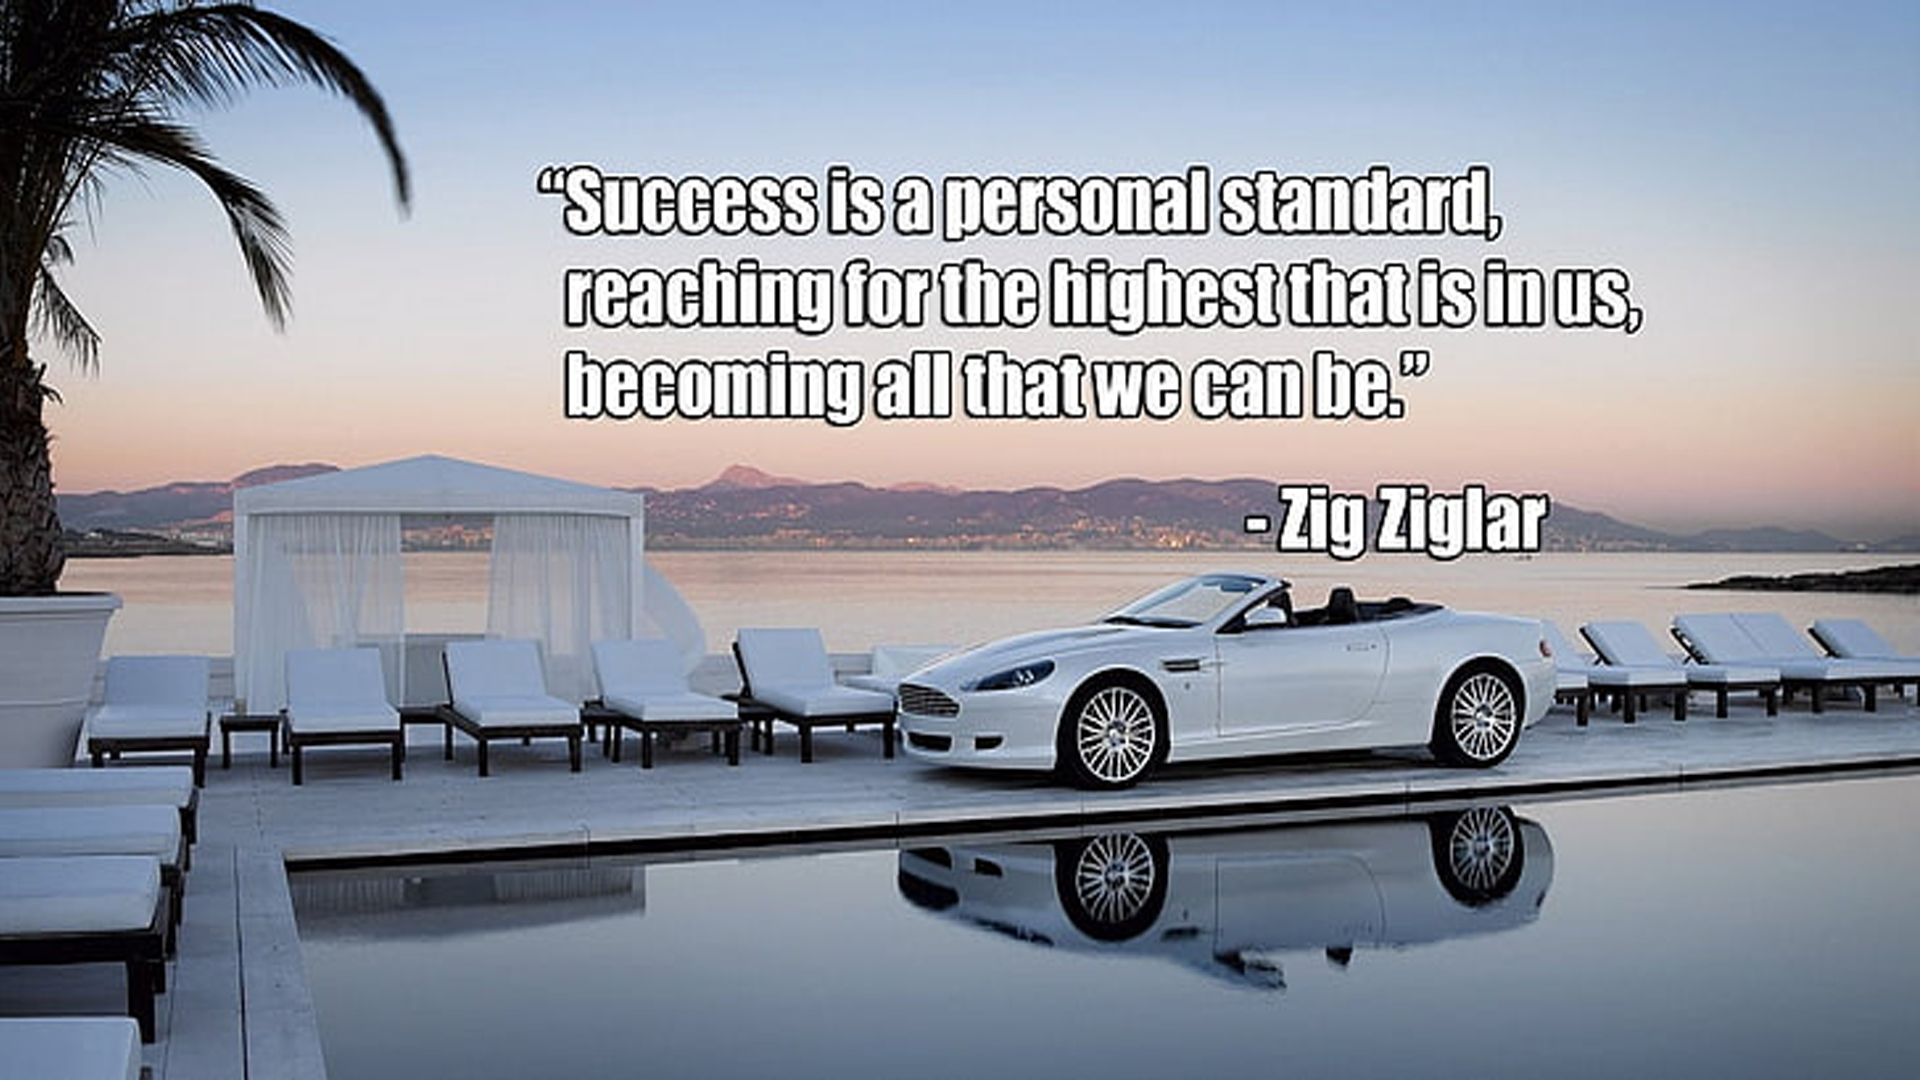 “Success is a personal standard,
reaching for the highest that is in us,
becoming all that we can be.”
- Zig Ziglar